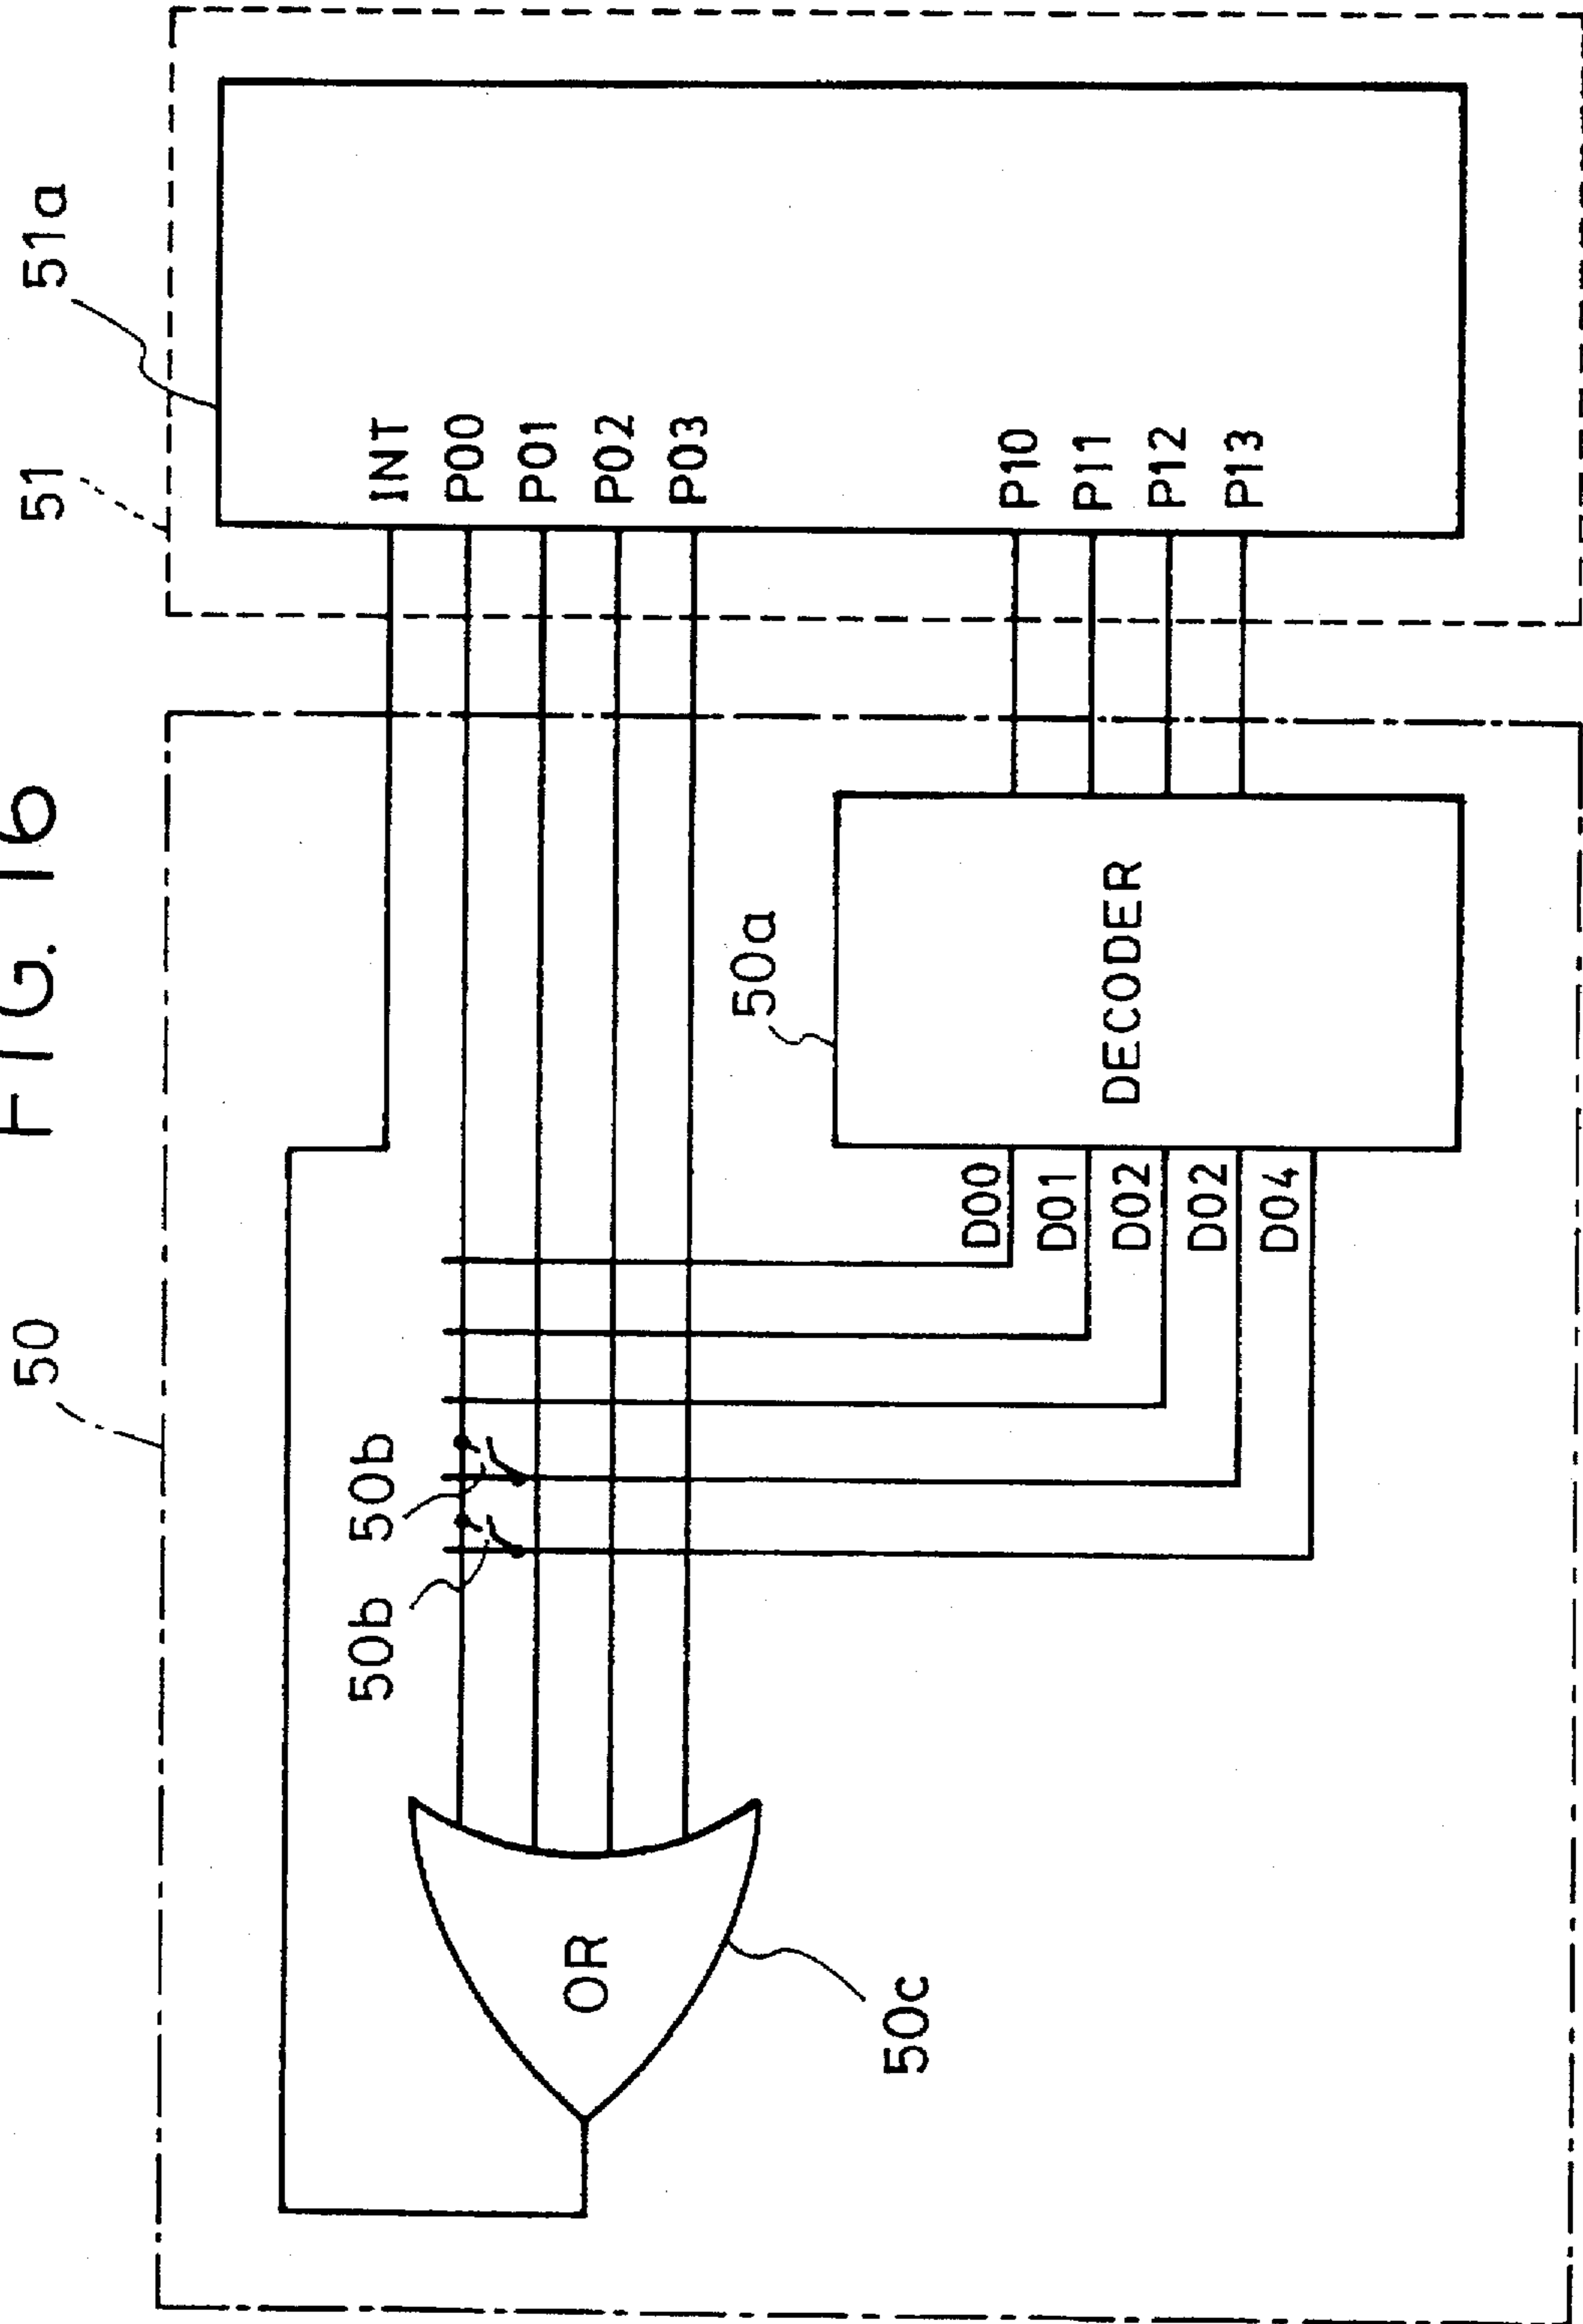 FIG. 16
50
51
51a
INT
P00
P01
P02
P03
P10
P11
P12
P13
50a
DECODER
D00
D01
D02
D02
D04
50b
50b
OR
50c